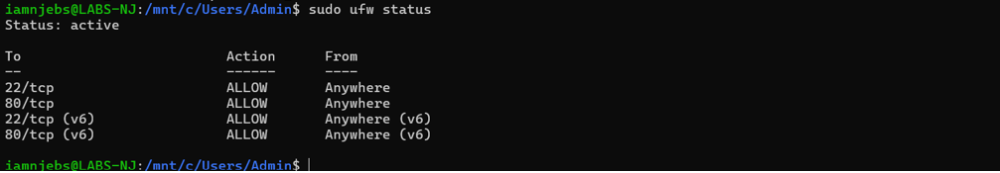 iamnjebs@LABS-NJ:/mnt/c/Users/Admin$ sudo ufw status
Status: active
To Action From
-- ------ ----
22/tcp ALLOW Anywhere
80/tcp ALLOW Anywhere
22/tcp (v6) ALLOW Anywhere (v6)
80/tcp (v6) ALLOW Anywhere (v6)
iamnjebs@LABS-NJ:/mnt/c/Users/Admin$